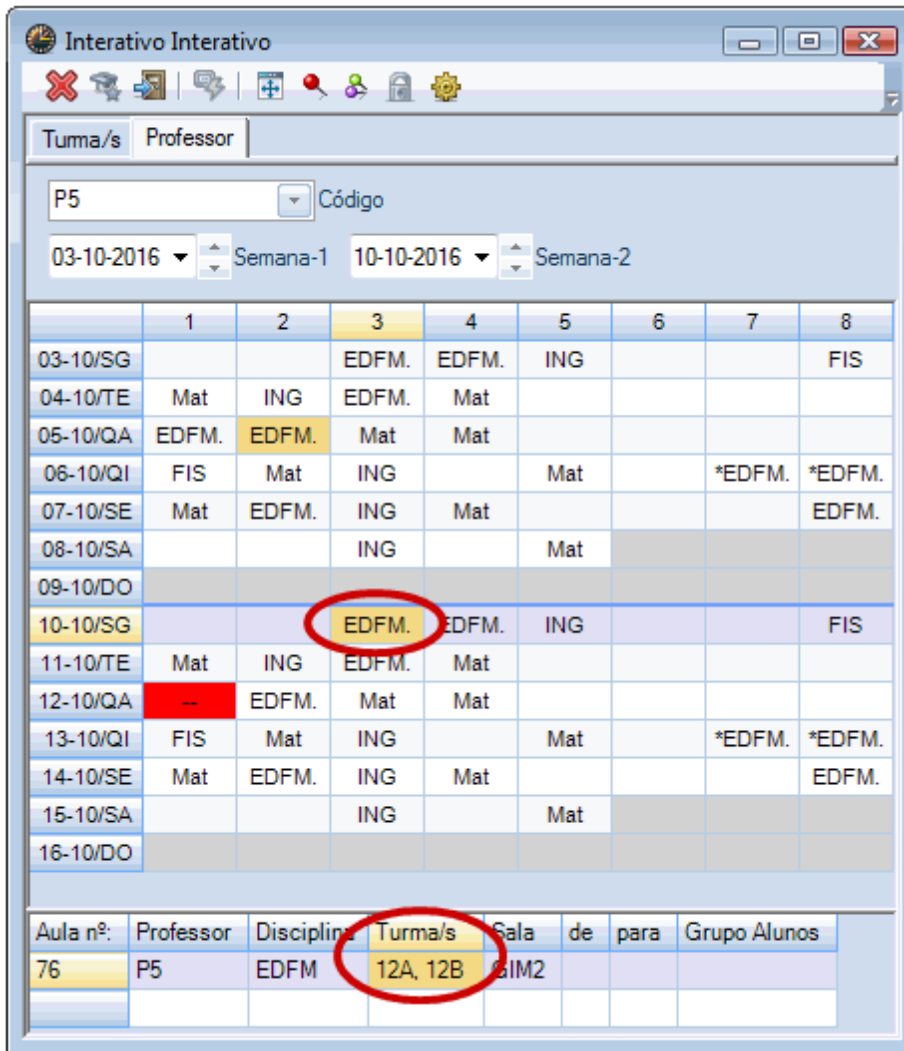 Interativo Interativo
Turma/s Professor
P5 Código
03-10-2016 Semana-1 10-10-2016 Semana-2
1 2 3 4 5 6 7 8
03-10/SG EDFM. EDFM. ING FIS
04-10/TE Mat ING EDFM. Mat
05-10/QA EDFM. EDFM. Mat Mat
06-10/QI FIS Mat ING Mat *EDFM. *EDFM.
07-10/SE Mat EDFM. ING Mat EDFM.
08-10/SA ING Mat
09-10/DO
10-10/SG EDFM. EDFM. ING FIS
11-10/TE Mat ING EDFM. Mat
12-10/QA -- EDFM. Mat Mat
13-10/QI FIS Mat ING Mat *EDFM. *EDFM.
14-10/SE Mat EDFM. ING Mat EDFM.
15-10/SA ING Mat
16-10/DO
Aula nº: Professor Disciplina Turma/s Sala de para Grupo Alunos
76 P5 EDFM 12A, 12B GIM2